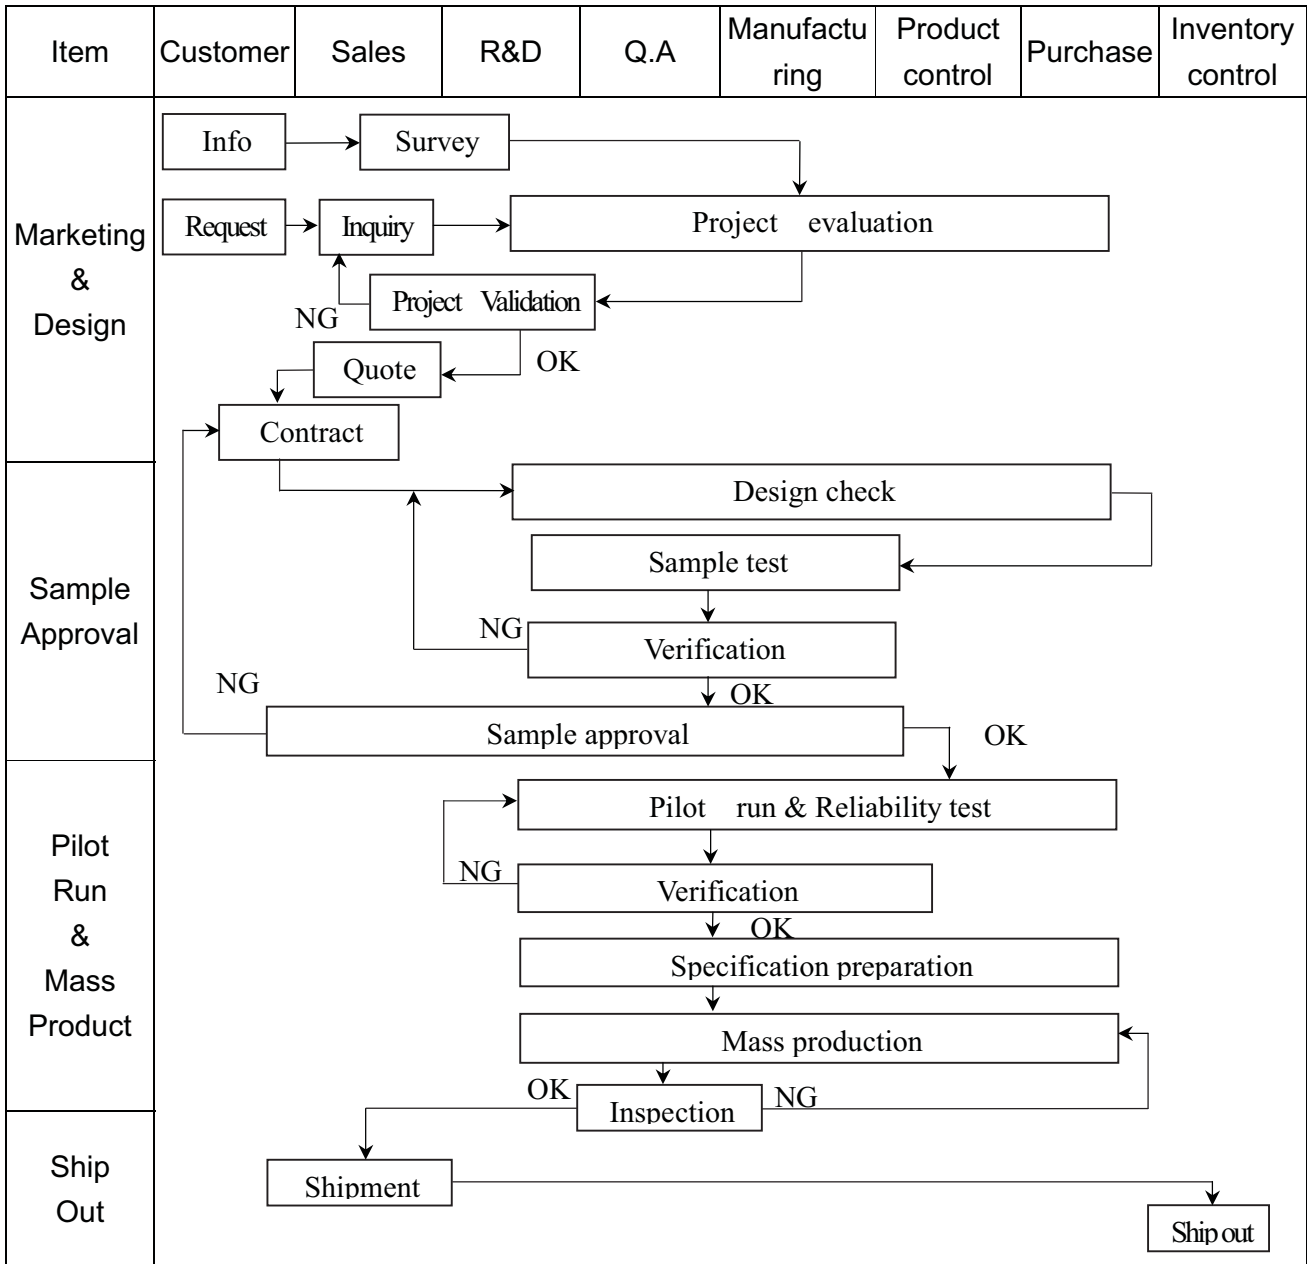 Item
Customer
Sales
R&D
Q.A
Manufactu
ring
Product
control
Purchase
Inventory
control
Marketing
&
Design
Info
Survey
Request
Inquiry
Project evaluation
NG
Project Validation
Quote
OK
Contract
Sample
Approval
Design check
Sample test
NG
Verification
NG
OK
Sample approval
OK
Pilot
Run
&
Mass
Product
Pilot run & Reliability test
NG
Verification
OK
Specification preparation
Mass production
OK
Inspection
NG
Ship
Out
Shipment
Ship out